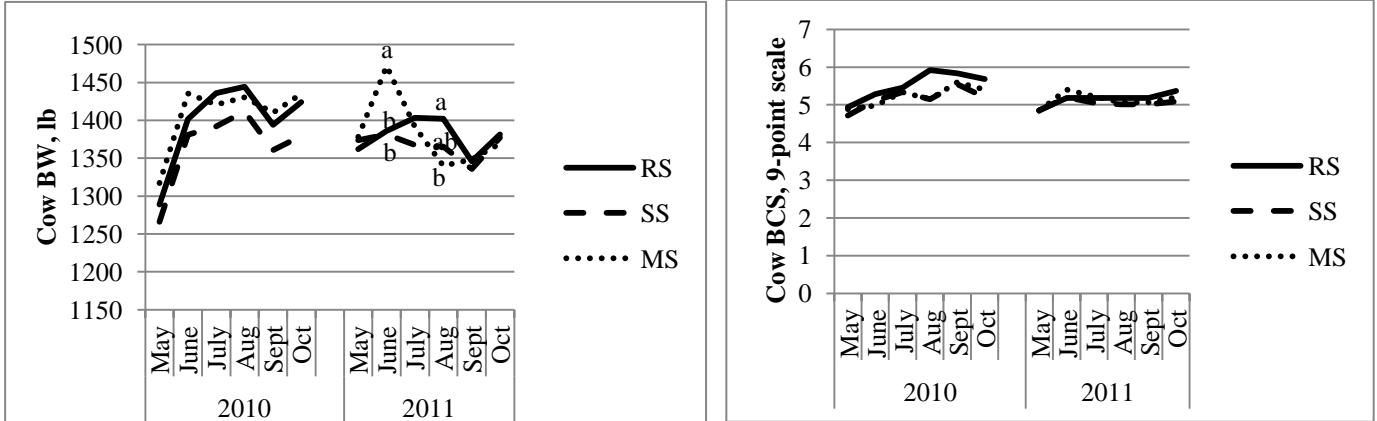 Cow BW, lb
1500
1450
1400
1350
1300
1250
1200
1150
a
b
b
a
ab
b
May
June
July
Aug
Sept
Oct
May
June
July
Aug
Sept
Oct
2010
2011
RS
SS
MS
Cow BCS, 9-point scale
7
6
5
4
3
2
1
0
May
June
July
Aug
Sept
Oct
May
June
July
Aug
Sept
Oct
2010
2011
RS
SS
MS